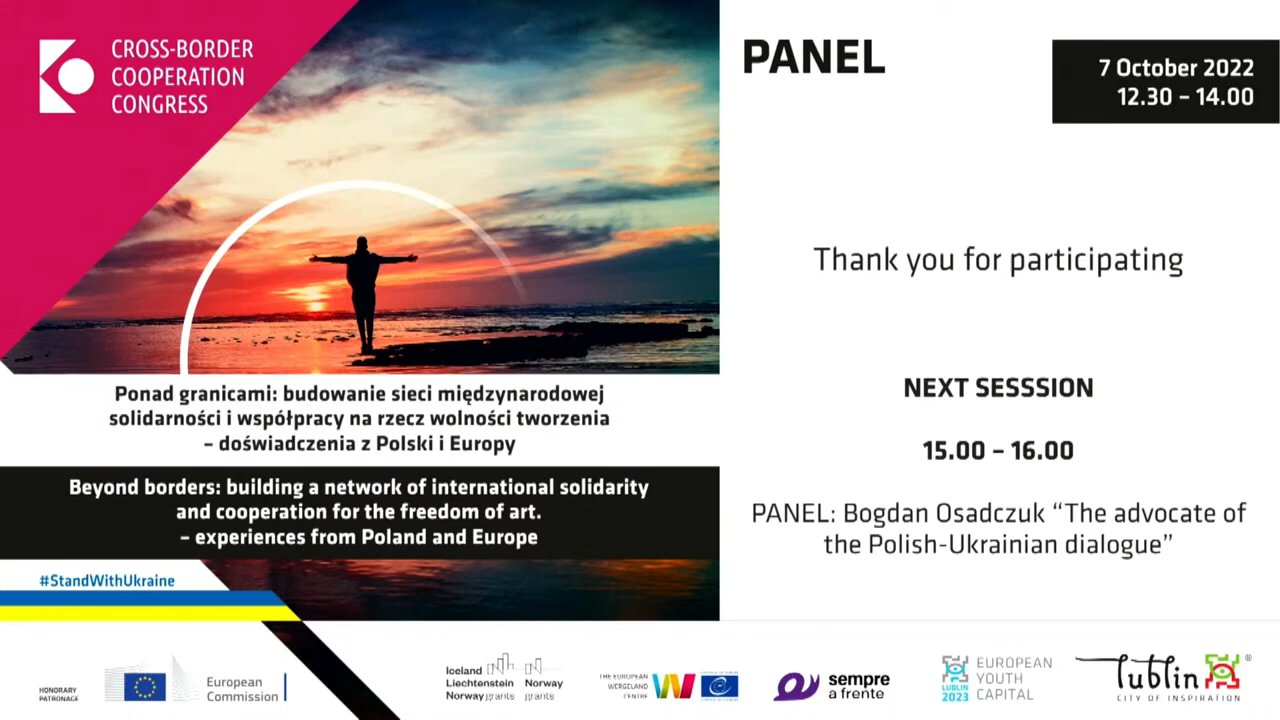 CROSS-BORDER
COOPERATION
CONGRESS
PANEL
7 October 2022
12.30 – 14.00
Thank you for participating
NEXT SESSSION
15.00 – 16.00
PANEL: Bogdan Osadczuk “The advocate of
the Polish-Ukrainian dialogue”
Ponad granicami: budowanie sieci międzynarodowej
solidarności i współpracy na rzecz wolności tworzenia
– doświadczenia z Polski i Europy
Beyond borders: building a network of international solidarity
and cooperation for the freedom of art.
– experiences from Poland and Europe
#StandWithUkraine
HONORARY
PATRONAGE
European
Commission
Iceland
Liechtenstein
Norway grants
Norway
grants
THE EUROPEAN
WERGELAND
CENTRE
sempre
a frente
LUBLIN
2023
EUROPEAN
YOUTH
CAPITAL
lublin
CITY OF INSPIRATION